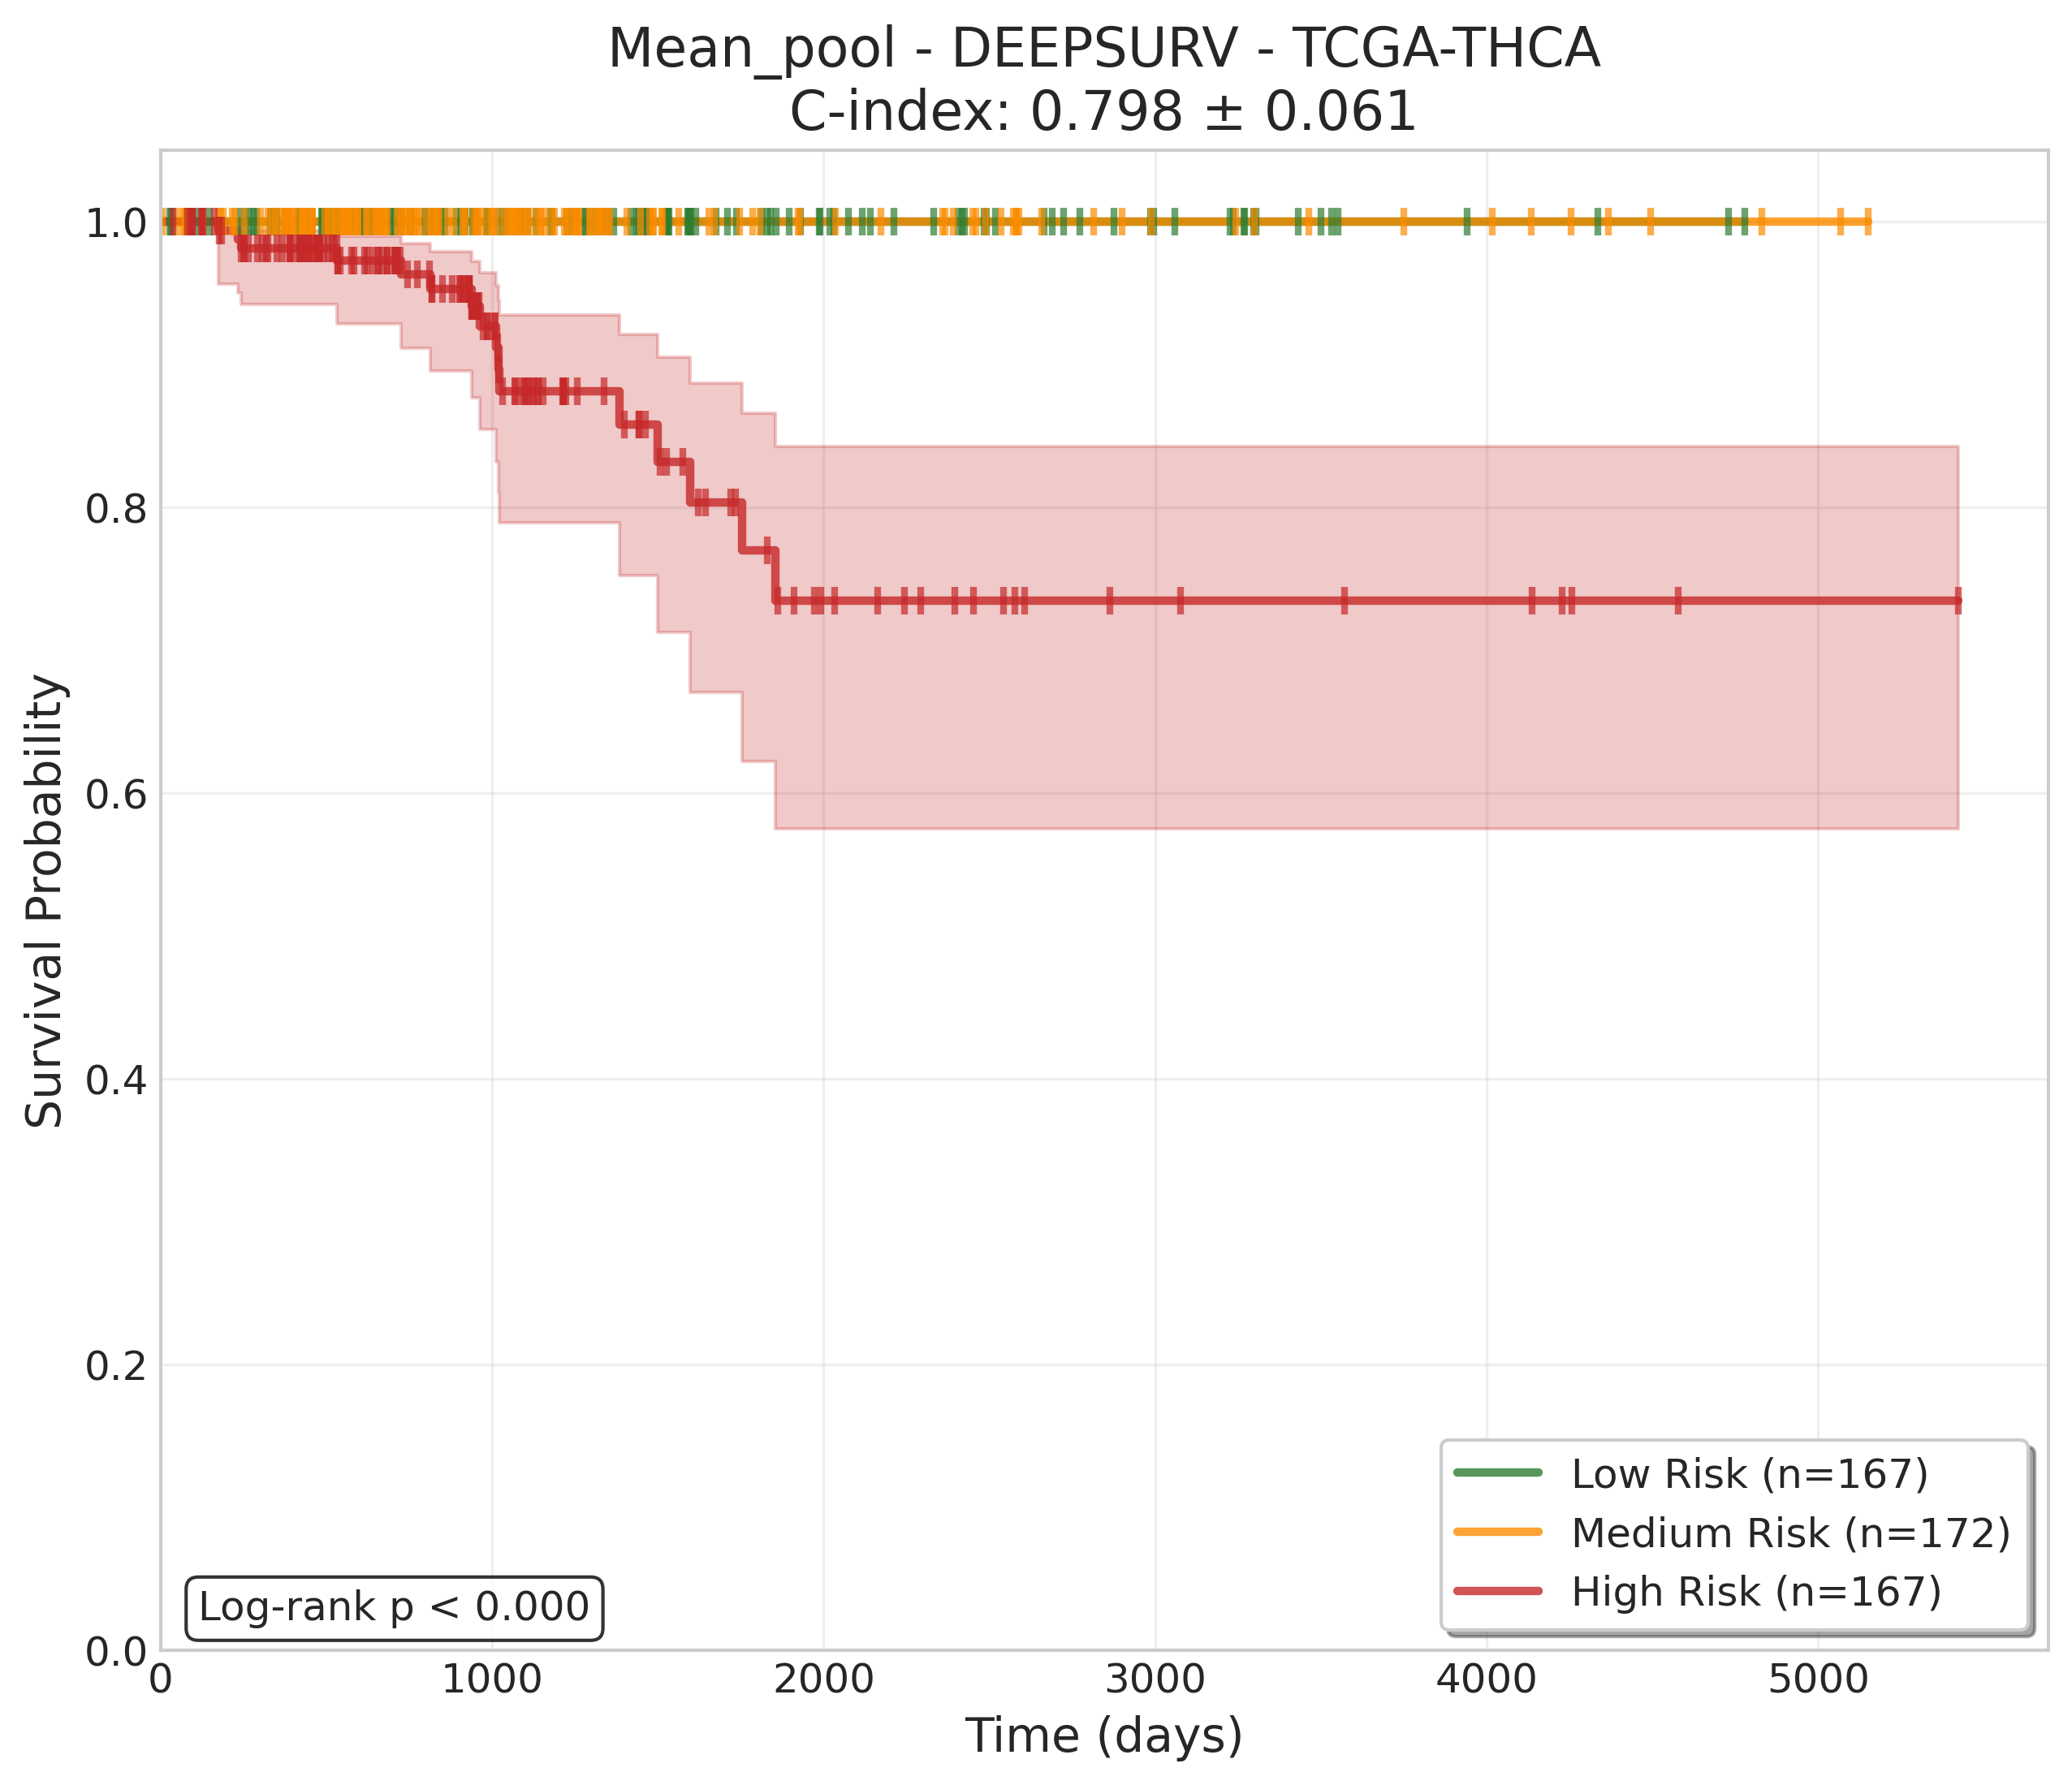 Mean_pool - DEEPSURV - TCGA-THCA
C-index: 0.798 ± 0.061
Survival Probability
1.0
0.8
0.6
0.4
0.2
0.0
Low Risk (n=167)
Medium Risk (n=172)
High Risk (n=167)
Log-rank p < 0.000
0 1000 2000 3000 4000 5000
Time (days)